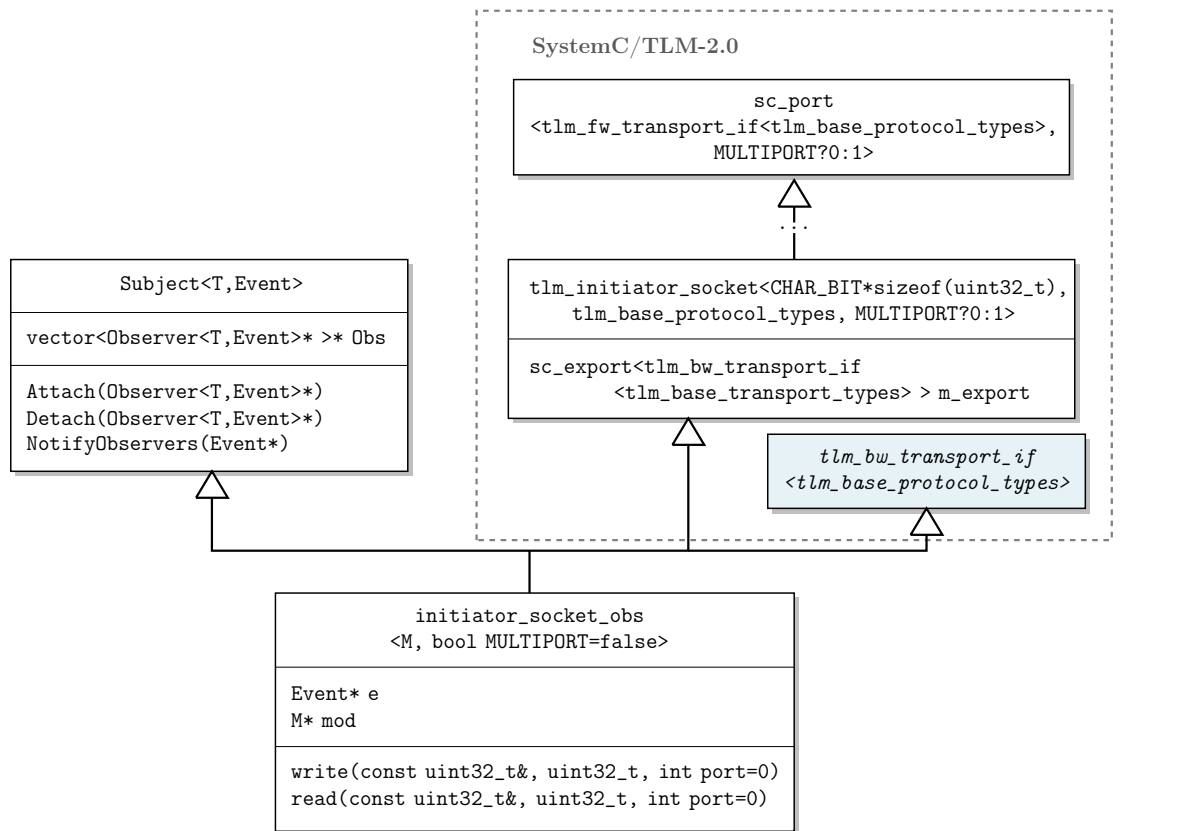 SystemC/TLM-2.0
sc_port
<tlm_fw_transport_if<tlm_base_protocol_types>,
MULTIPORT?0:1>
...
Subject<T,Event>
vector<Observer<T,Event>* >* Obs
Attach(Observer<T,Event>*)
Detach(Observer<T,Event>*)
NotifyObservers(Event*)
tlm_initiator_socket<CHAR_BIT*sizeof(uint32_t),
tlm_base_protocol_types, MULTIPORT?0:1>
sc_export<tlm_bw_transport_if
<tlm_base_transport_types> > m_export
tlm_bw_transport_if
<tlm_base_protocol_types>
initiator_socket_obs
<M, bool MULTIPORT=false>
Event* e
M* mod
write(const uint32_t&, uint32_t, int port=0)
read(const uint32_t&, uint32_t, int port=0)